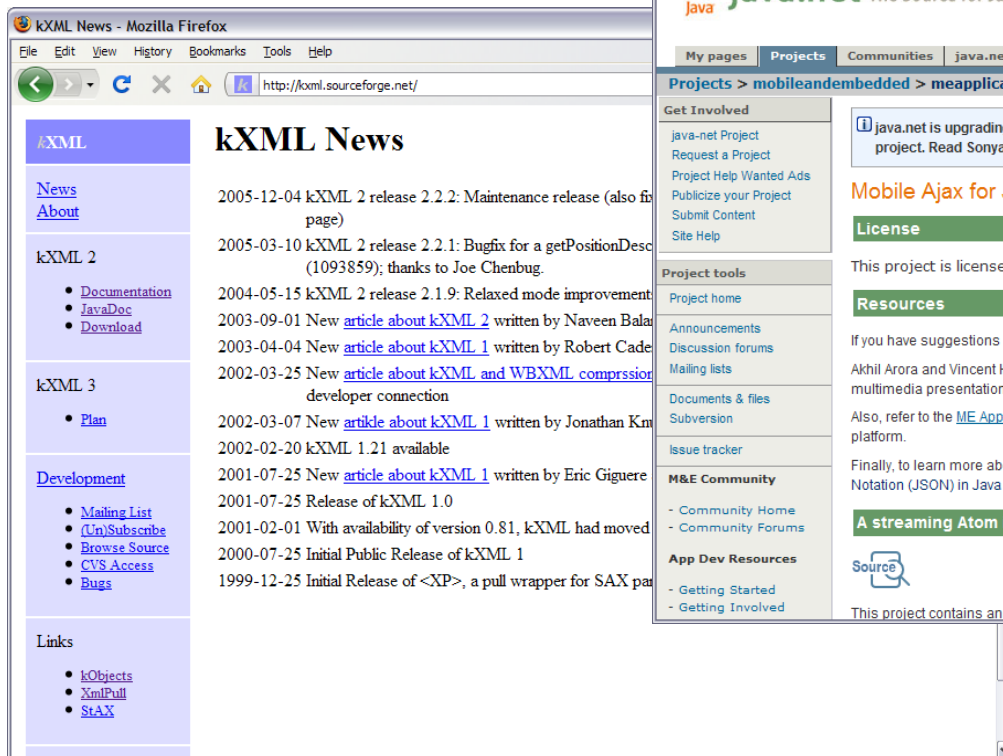 kXML News - Mozilla Firefox
File Edit View History Bookmarks Tools Help
http://kxml.sourceforge.net/
kXML
News
About
kXML 2
Documentation
JavaDoc
Download
kXML 3
Plan
Development
Mailing List
(Un)Subscribe
Browse Source
CVS Access
Bugs
Links
kObjects
XmlPull
StAX
kXML News
2005-12-04 kXML 2 release 2.2.2: Maintenance release (also
page)
2005-03-10 kXML 2 release 2.2.1: Bugfix for a
(1093859); thanks to Joe Chenbug.
2004-05-15 kXML 2 release 2.1.9: Relaxed mode improvement
2003-09-01 New article about kXML 2 written by Naveen
2003-04-04 New article about kXML 1 written by Robert
2002-03-25 New article about kXML and WBXML comprssion
developer connection
2002-03-07 New artikle about kXML 1 written by Jonathan
2002-02-20 kXML 1.21 available
2001-07-25 New article about kXML 1 written by Eric Giguere
2001-07-25 Release of kXML 1.0
2001-02-01 With availability of version 0.81, kXML had moved
2000-07-25 Initial Public Release of kXML 1
1999-12-25 Initial Release of <XP>, a pull wrapper for SAX
Java
My pages Projects Communities java.ne
Projects > mobileandembedded > meapplica
Get Involved
java-net Project
Request a Project
Project Help Wanted Ads
Publicize your Project
Submit Content
Site Help
Project tools
Project home
Announcements
Discussion forums
Mailing lists
Documents & files
Subversion
Issue tracker
M&E Community
- Community Home
- Community Forums
App Dev Resources
- Getting Started
- Getting Involved
java.net is upgrading
project. Read Sonya
Mobile Ajax for
License
This project is license
Resources
If you have suggestions
Akhil Arora and Vincent
multimedia presentation
Also, refer to the ME App
platform.
Finally, to learn more ab
Notation (JSON) in Java
A streaming Atom
Source
This project contains an